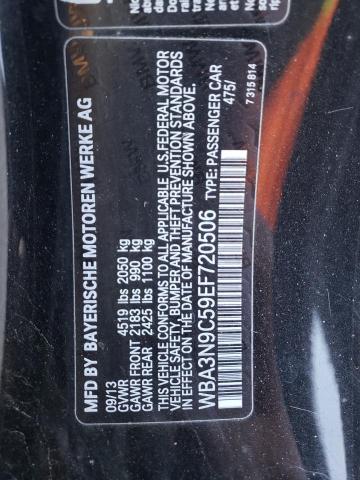 MFD BY BAYERISCHE MOTOREN WERKE AG
09/13
GVWR 4519 lbs 2050 kg
GAWR FRONT 2183 lbs 990 kg
GAWR REAR 2425 lbs 1100 kg
THIS VEHICLE CONFORMS TO ALL APPLICABLE U.S. FEDERAL MOTOR
VEHICLE SAFETY, BUMPER AND THEFT PREVENTION STANDARDS
IN EFFECT ON THE DATE OF MANUFACTURE SHOWN ABOVE.
WBA3N9C59EF720506 TYPE: PASSENGER CAR
475/
7 315 814